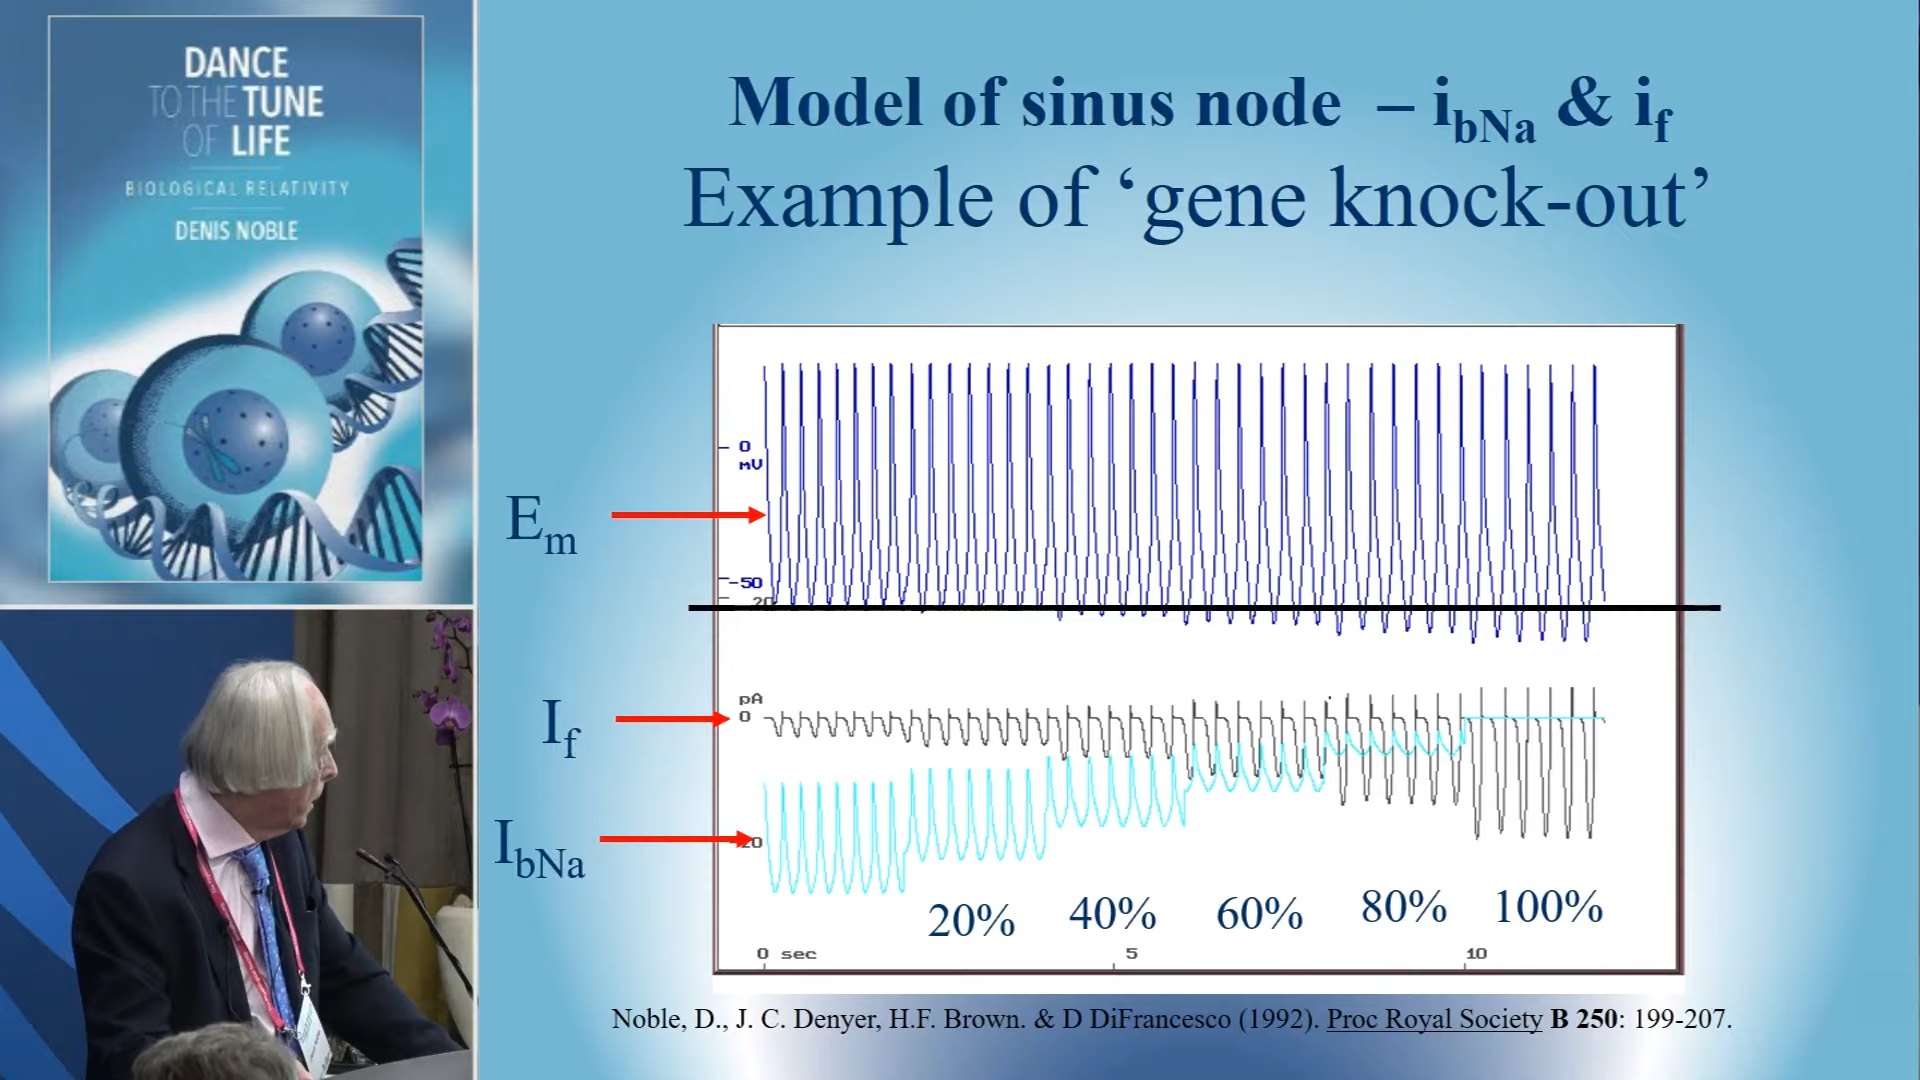 DANCE
TO THE TUNE
OF LIFE
BIOLOGICAL RELATIVITY
DENIS NOBLE
Model of sinus node – ibNa & if
Example of ‘gene knock-out’
0
mV
Em
-50
20
pA
0
If
IbNa
20
20% 40% 60% 80% 100%
0 sec 5 10
Noble, D., J. C. Denyer, H.F. Brown. & D DiFrancesco (1992). Proc Royal Society B 250: 199-207.